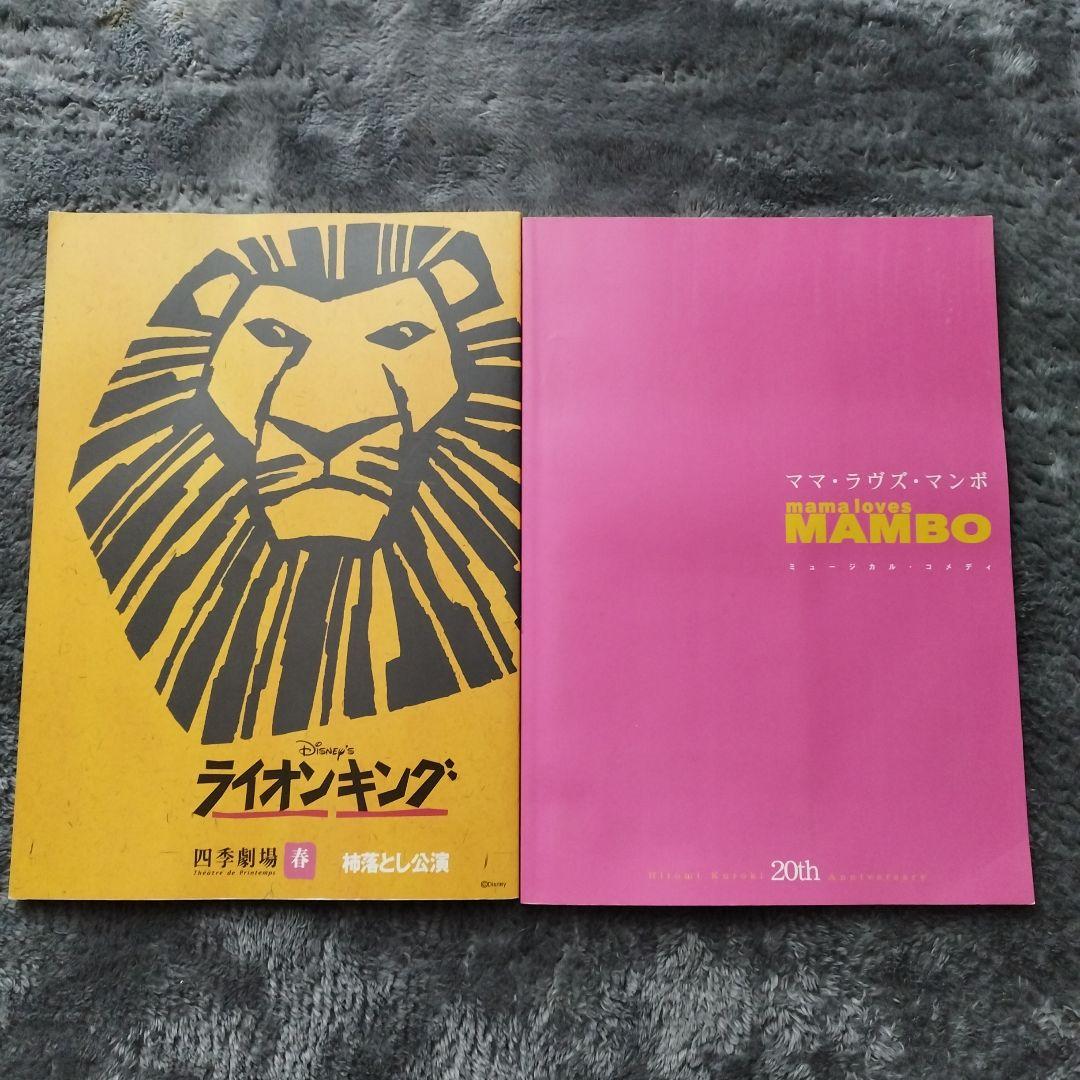 Disney's
ライオンキング
四季劇場 春
Théâtre de Printemps
杮落とし公演
©Disney
ママ・ラヴズ・マンボ
mama loves
MAMBO
ミュージカル・コメディ
Hitomi Kuroki 20th Anniversary